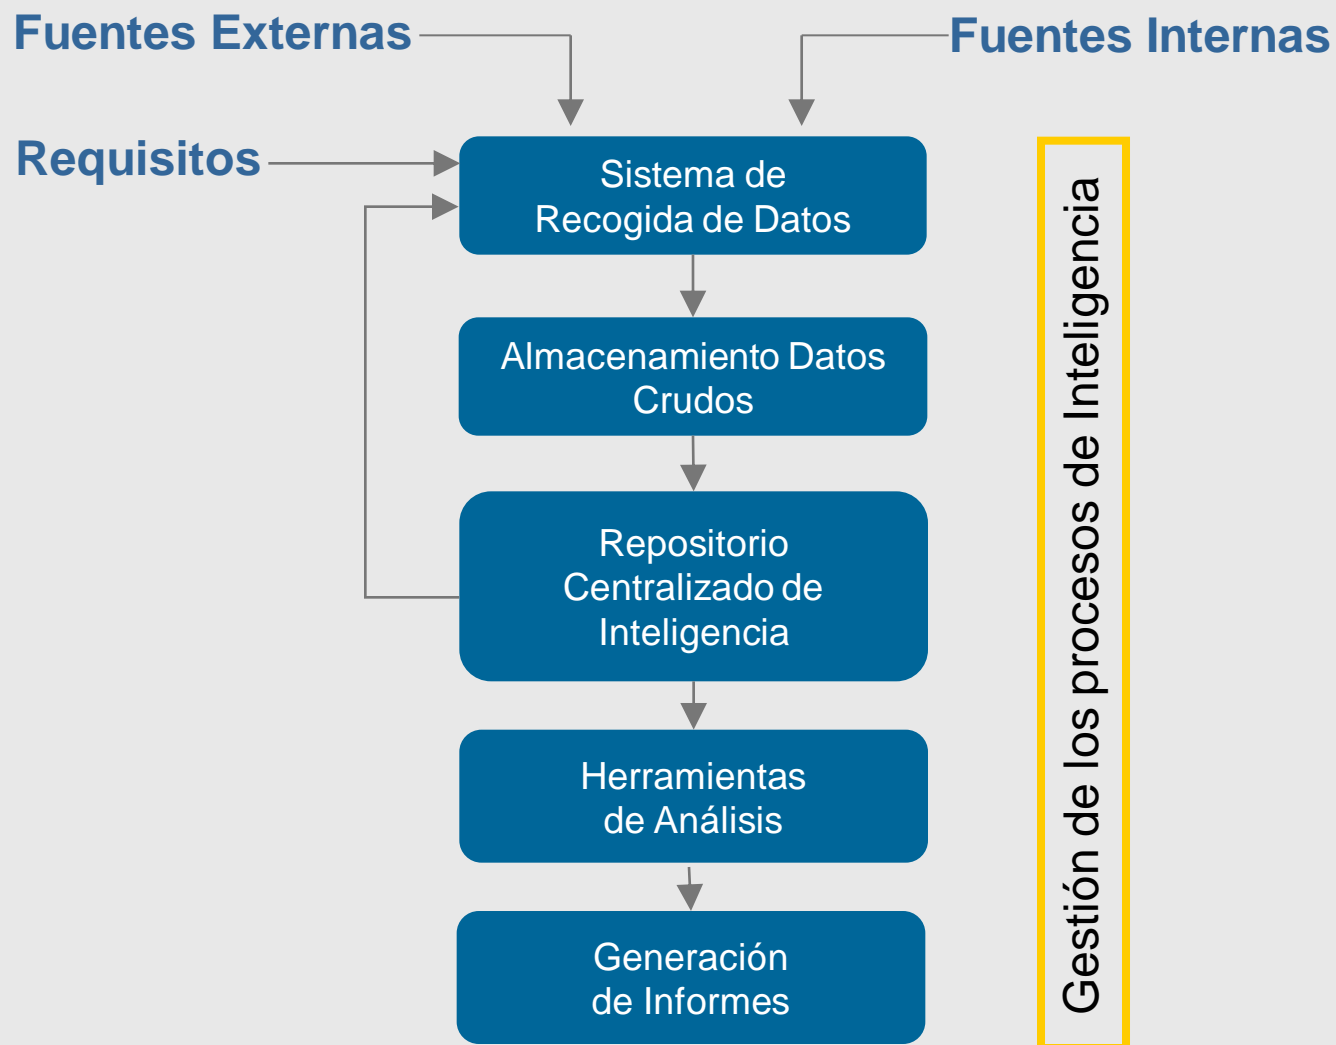 Fuentes Externas
Fuentes Internas
Requisitos
Sistema de
Recogida de Datos
Almacenamiento Datos
Crudos
Repositorio
Centralizado de
Inteligencia
Herramientas
de Análisis
Generación
de Informes
Gestión de los procesos de Inteligencia